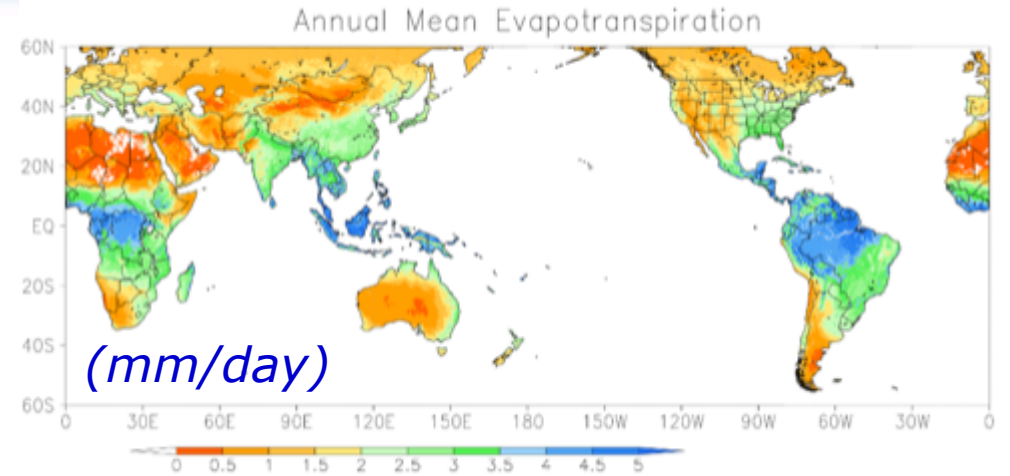 Annual Mean Evapotranspiration
60N
40N
20N
EQ
20S
40S
60S
(mm/day)
0 30E 60E 90E 120E 150E 180 150W 120W 90W 60W 30W 0
0 0.5 1 1.5 2 2.5 3 3.5 4 4.5 5